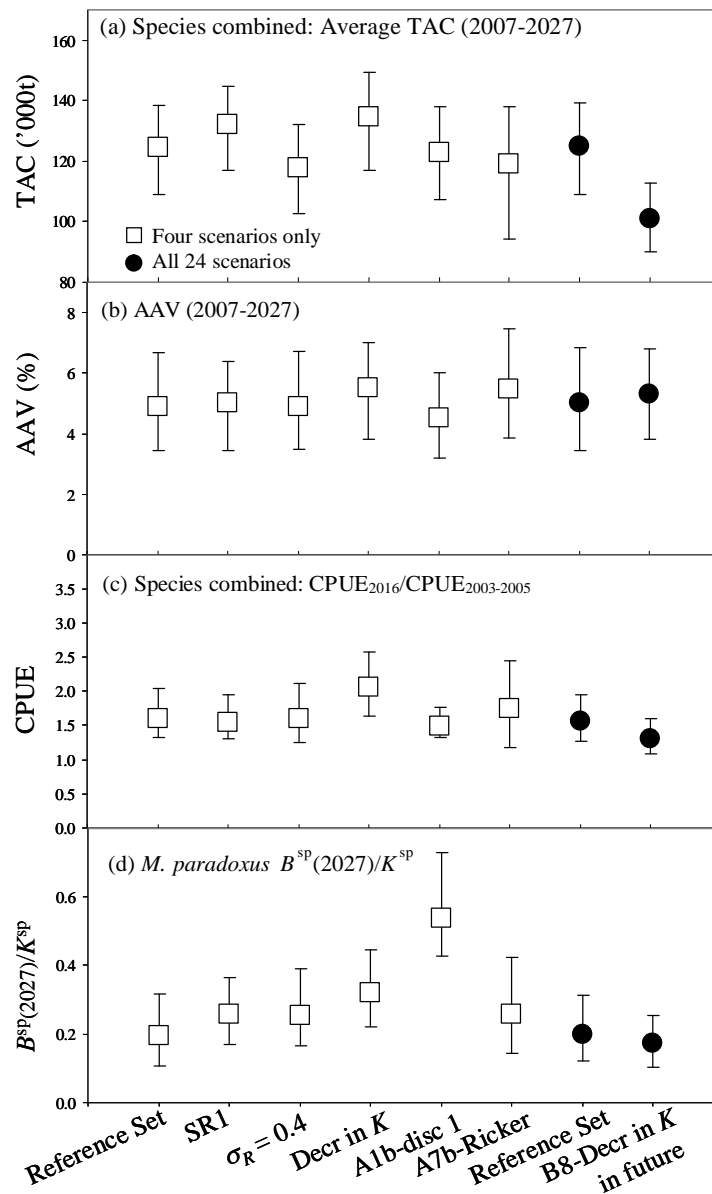 (a) Species combined: Average TAC (2007-2027)
TAC ('000t)
160
140
120
100
80
Four scenarios only
All 24 scenarios
(b) AAV (2007-2027)
AAV (%)
8
6
4
2
0
(c) Species combined: CPUE2016/CPUE2003-2005
CPUE
3.5
3.0
2.5
2.0
1.5
1.0
0.5
0.0
(d) M. paradoxus B^sp(2027)/K^sp
B^sp(2027)/K^sp
0.6
0.4
0.2
0.0
Reference Set
SR1
σR = 0.4
Decr in K
A1b-disc 1
A7b-Ricker
Reference Set
B8-Decr in K
in future